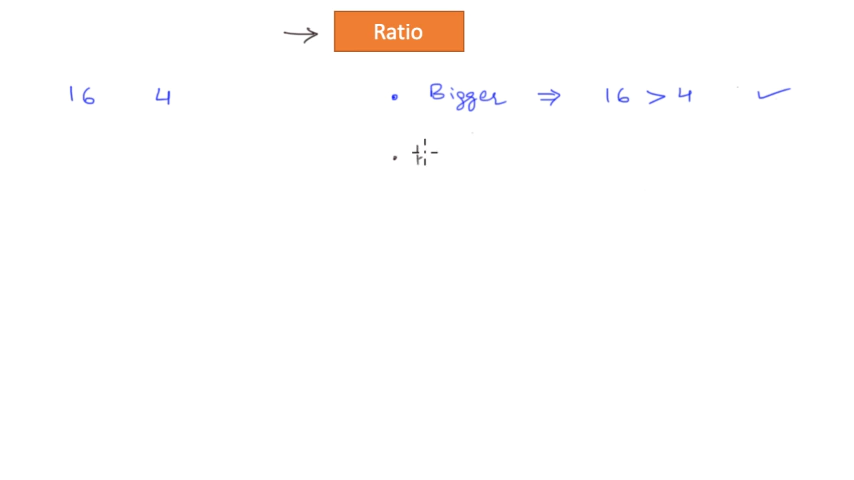 → Ratio
16 4 • Bigger ⇒ 16 > 4 ✓
•